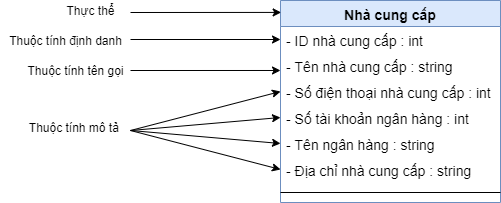 Thực thể
Nhà cung cấp
Thuộc tính định danh
- ID nhà cung cấp : int
Thuộc tính tên gọi
- Tên nhà cung cấp : string
- Số điện thoại nhà cung cấp : int
- Số tài khoản ngân hàng : int
Thuộc tính mô tả
- Tên ngân hàng : string
- Địa chỉ nhà cung cấp : string